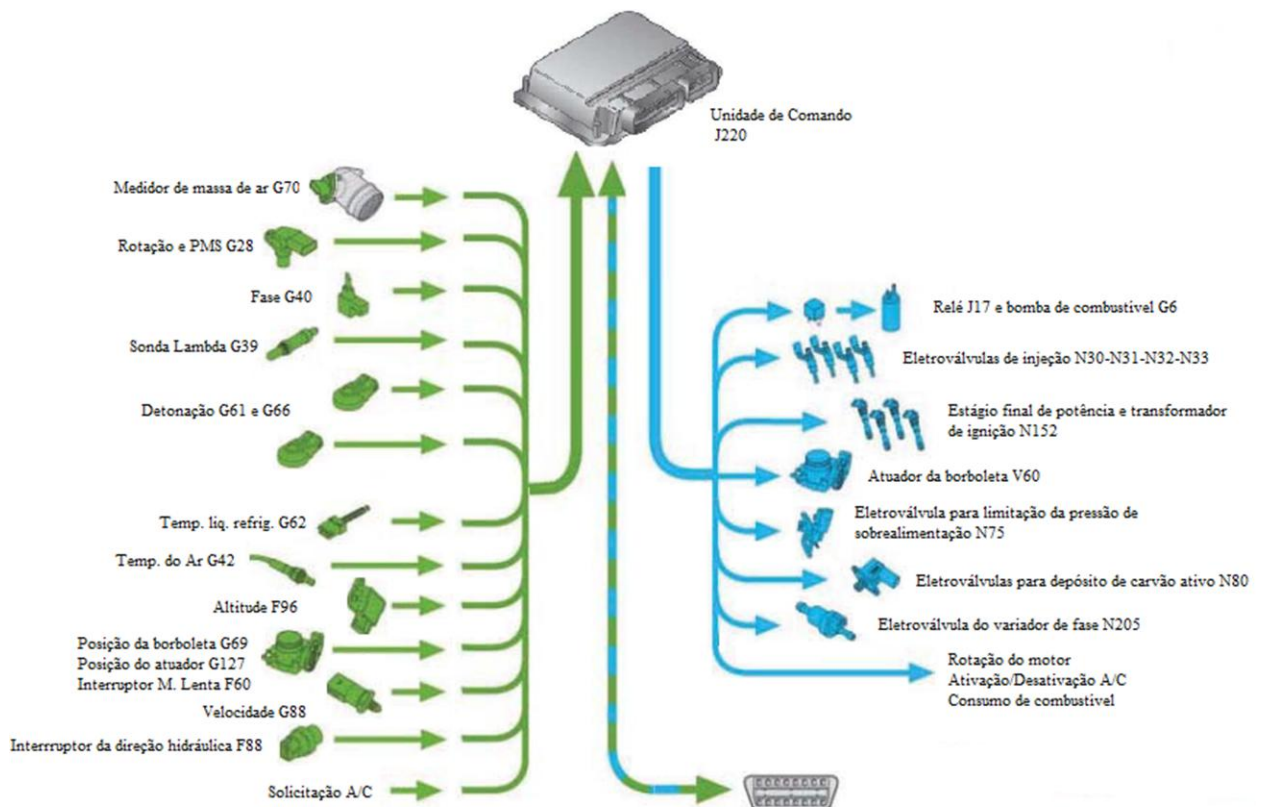 Unidade de Comando
J220
Medidor de massa de ar G70
Rotação e PMS G28
Fase G40
Sonda Lambda G39
Detonação G61 e G66
Temp. liq. refrig. G62
Temp. do Ar G42
Altitude F96
Posição da borboleta G69
Posição do atuador G127
Interruptor M. Lenta F60
Velocidade G88
Interrruptor da direção hidráulica F88
Solicitação A/C
Relé J17 e bomba de combustivel G6
Eletroválvulas de injeção N30-N31-N32-N33
Estágio final de potência e transformador
de ignição N152
Atuador da borboleta V60
Eletroválvula para limitação da pressão de
sobrealimentação N75
Eletroválvulas para depósito de carvão ativo N80
Eletroválvula do variador de fase N205
Rotação do motor
Ativação/Desativação A/C
Consumo de combustivel